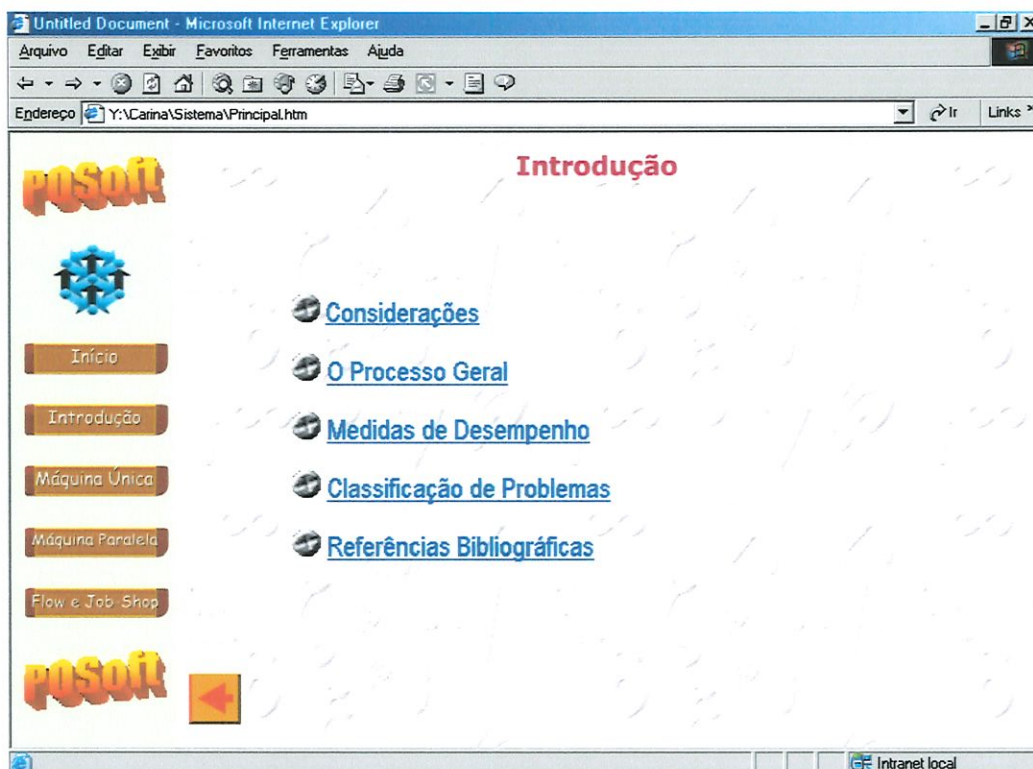 Untitled Document - Microsoft Internet Explorer
Arquivo Editar Exibir Favoritos Ferramentas Ajuda
Endereço Y:\Carina\Sistema\Principal.htm Ir Links »
POSoft
Introdução
Considerações
O Processo Geral
Medidas de Desempenho
Classificação de Problemas
Referências Bibliográficas
Início
Introdução
Máquina Única
Máquina Paralela
Flow e Job-Shop
POSoft
Intranet local